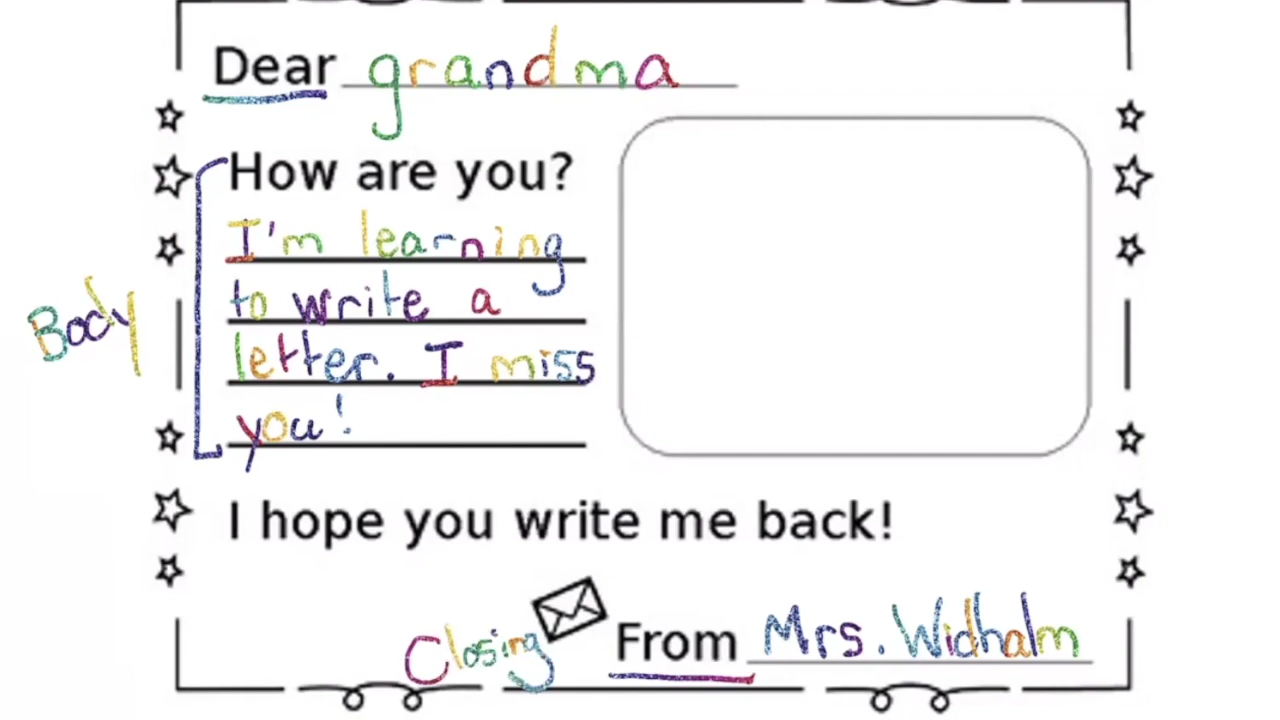 Dear grandma
How are you?
I'm learning
to write a
letter. I miss
you!
Body
I hope you write me back!
Closing From Mrs. Widhalm